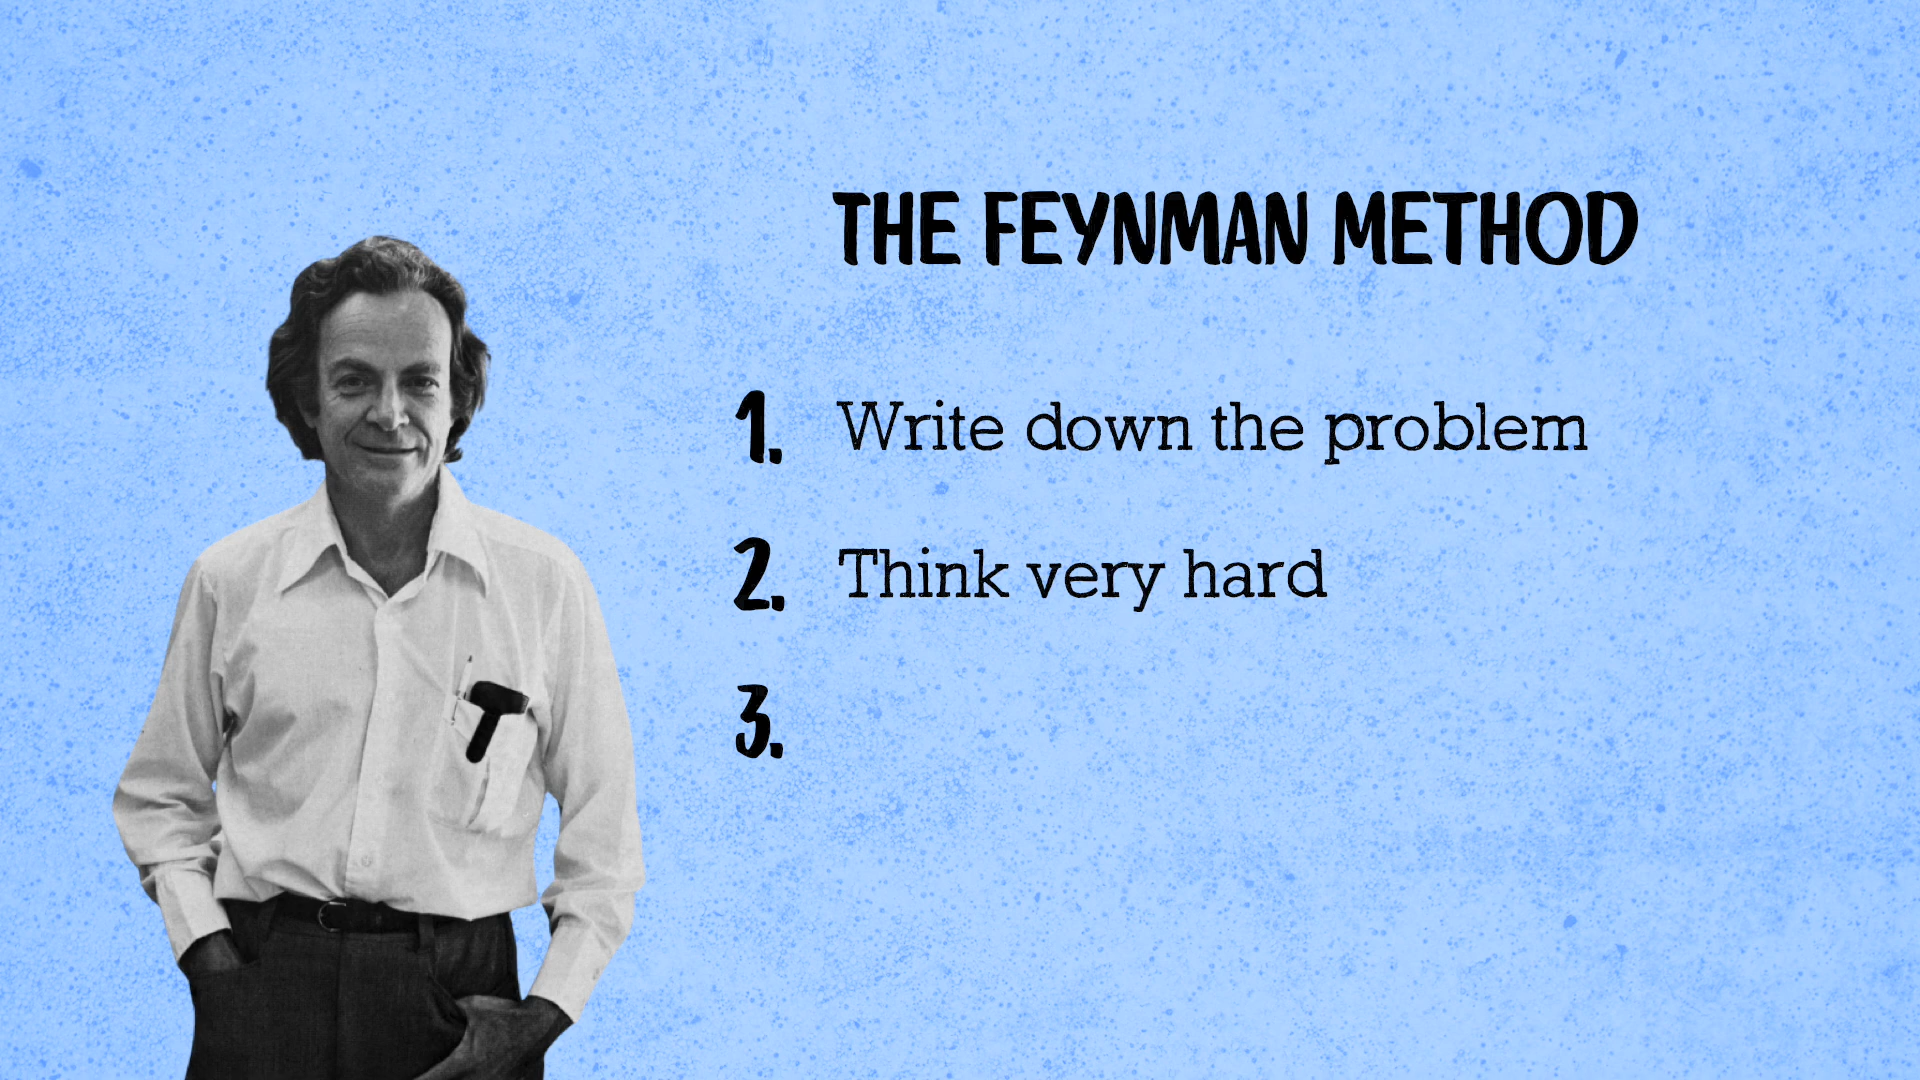 THE FEYNMAN METHOD
1. Write down the problem
2. Think very hard
3.